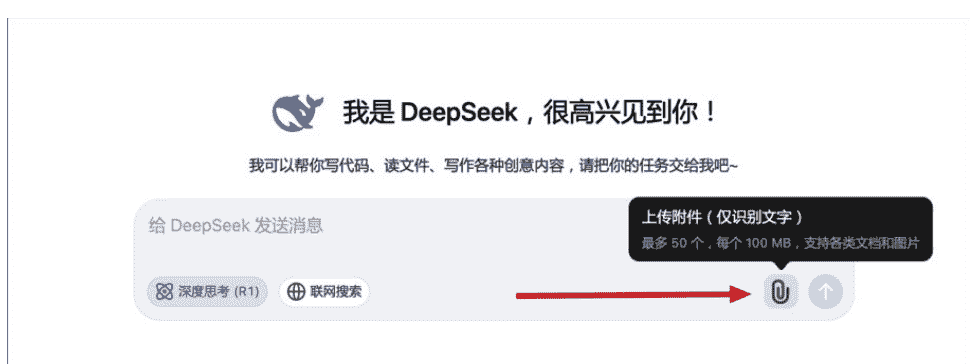 我是 DeepSeek，很高兴见到你！
我可以帮你写代码、读文件、写作各种创意内容，请把你的任务交给我吧~
给 DeepSeek 发送消息
上传附件（仅识别文字）
最多 50 个，每个 100 MB，支持各类文档和图片
深度思考 (R1)
联网搜索